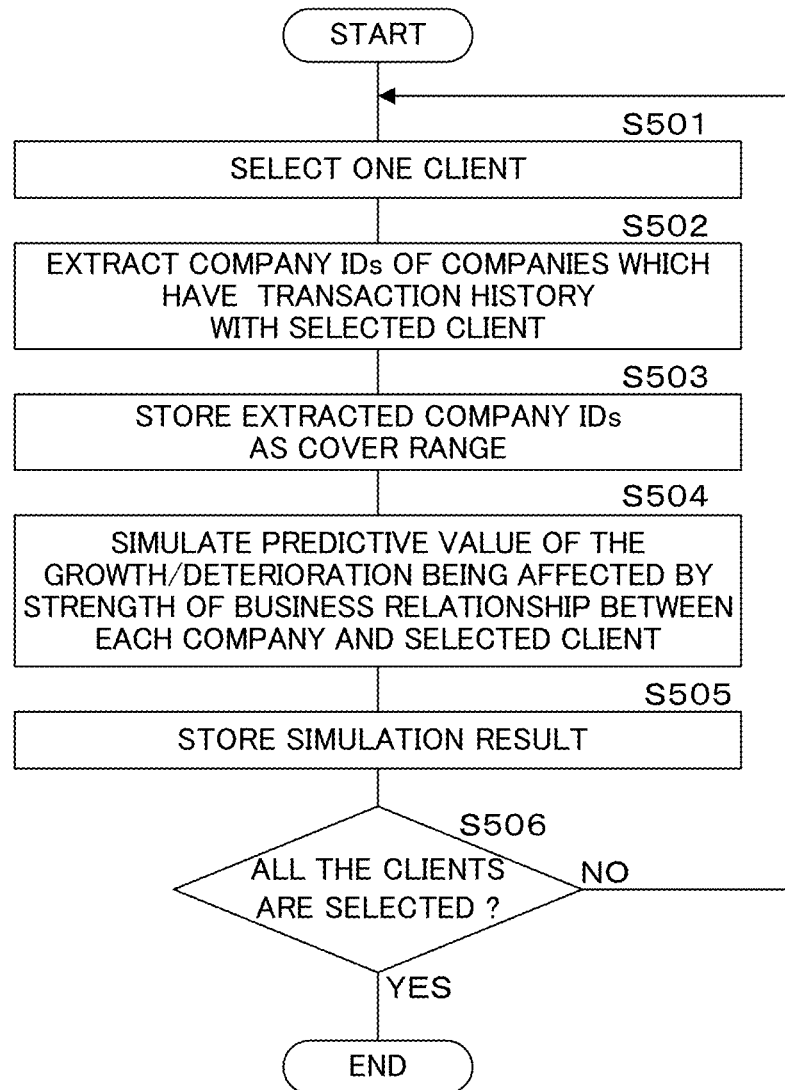 START
S501
SELECT ONE CLIENT
S502
EXTRACT COMPANY IDs OF COMPANIES WHICH
HAVE TRANSACTION HISTORY
WITH SELECTED CLIENT
S503
STORE EXTRACTED COMPANY IDs
AS COVER RANGE
S504
SIMULATE PREDICTIVE VALUE OF THE
GROWTH/DETERIORATION BEING AFFECTED BY
STRENGTH OF BUSINESS RELATIONSHIP BETWEEN
EACH COMPANY AND SELECTED CLIENT
S505
STORE SIMULATION RESULT
S506
ALL THE CLIENTS
ARE SELECTED ?
NO
YES
END